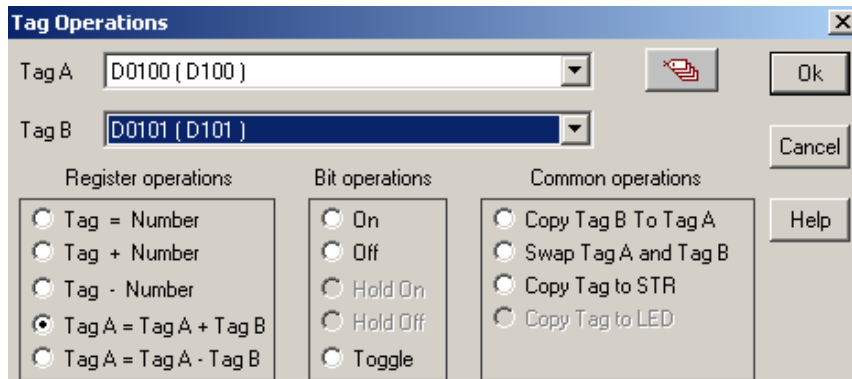 Tag Operations
Tag A D0100 ( D100 ) Ok
Tag B D0101 ( D101 ) Cancel
Register operations Bit operations Common operations Help
Tag = Number
Tag + Number
Tag - Number
Tag A = Tag A + Tag B
Tag A = Tag A - Tag B
On
Off
Hold On
Hold Off
Toggle
Copy Tag B To Tag A
Swap Tag A and Tag B
Copy Tag to STR
Copy Tag to LED